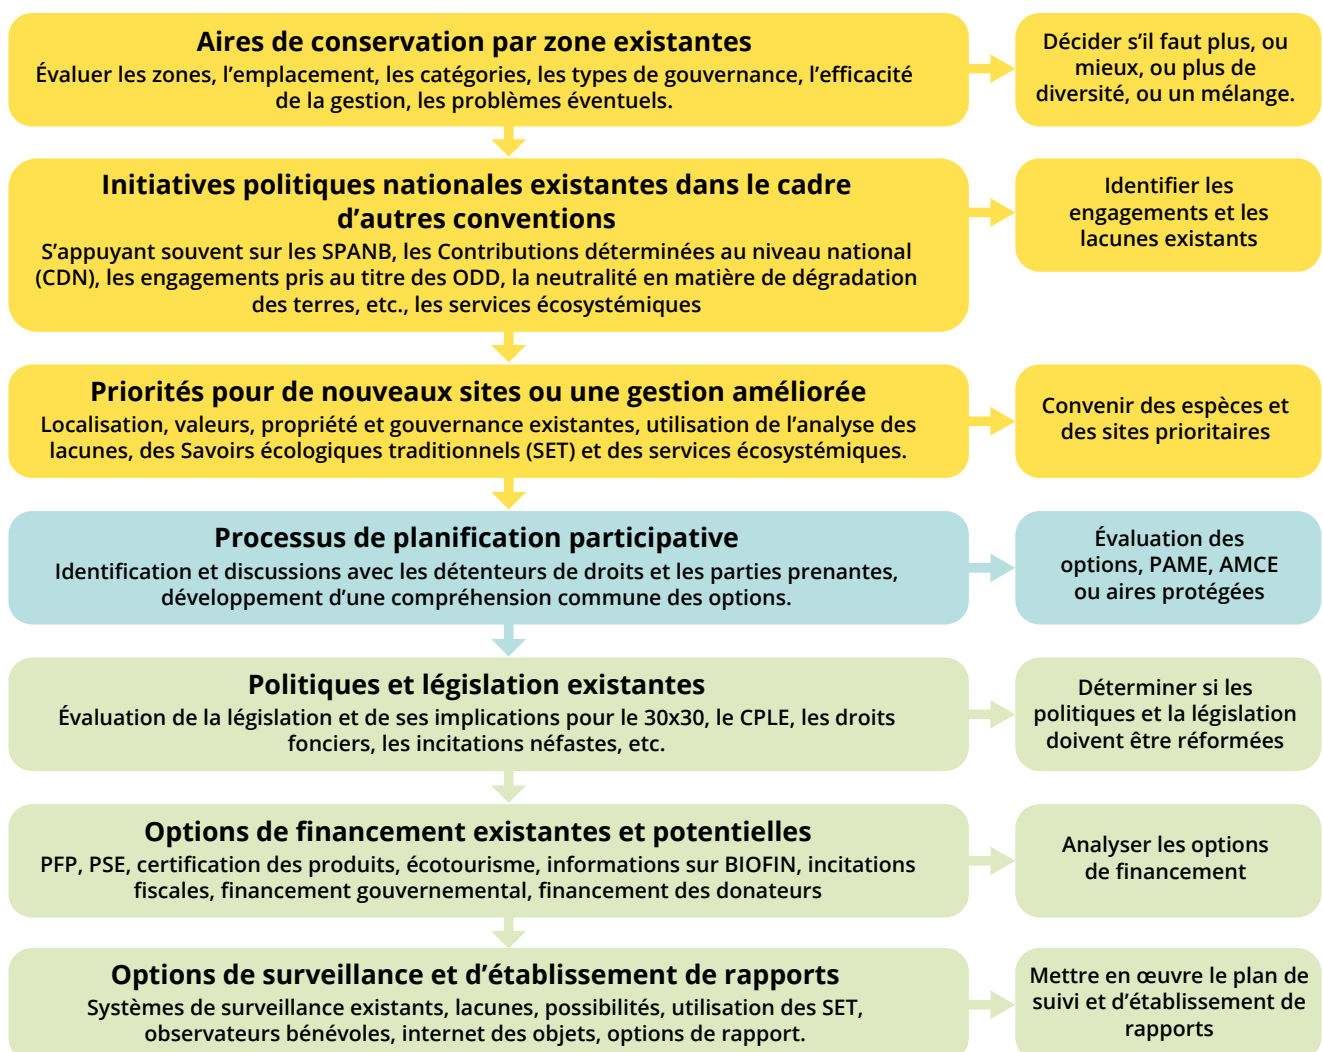 Aires de conservation par zone existantes
Évaluer les zones, l’emplacement, les catégories, les types de gouvernance, l’efficacité
de la gestion, les problèmes éventuels.
Décider s’il faut plus, ou
mieux, ou plus de
diversité, ou un mélange.
Initiatives politiques nationales existantes dans le cadre
d’autres conventions
S’appuyant souvent sur les SPANB, les Contributions déterminées au niveau national
(CDN), les engagements pris au titre des ODD, la neutralité en matière de dégradation
des terres, etc., les services écosystémiques
Identifier les
engagements et les
lacunes existants
Priorités pour de nouveaux sites ou une gestion améliorée
Localisation, valeurs, propriété et gouvernance existantes, utilisation de l’analyse des
lacunes, des Savoirs écologiques traditionnels (SET) et des services écosystémiques.
Convenir des espèces et
des sites prioritaires
Processus de planification participative
Identification et discussions avec les détenteurs de droits et les parties prenantes,
développement d’une compréhension commune des options.
Évaluation des
options, PAME, AMCE
ou aires protégées
Politiques et législation existantes
Évaluation de la législation et de ses implications pour le 30x30, le CPLE, les droits
fonciers, les incitations néfastes, etc.
Déterminer si les
politiques et la législation
doivent être réformées
Options de financement existantes et potentielles
PFP, PSE, certification des produits, écotourisme, informations sur BIOFIN, incitations
fiscales, financement gouvernemental, financement des donateurs
Analyser les options
de financement
Options de surveillance et d’établissement de rapports
Systèmes de surveillance existants, lacunes, possibilités, utilisation des SET,
observateurs bénévoles, internet des objets, options de rapport.
Mettre en œuvre le plan de
suivi et d’établissement de
rapports